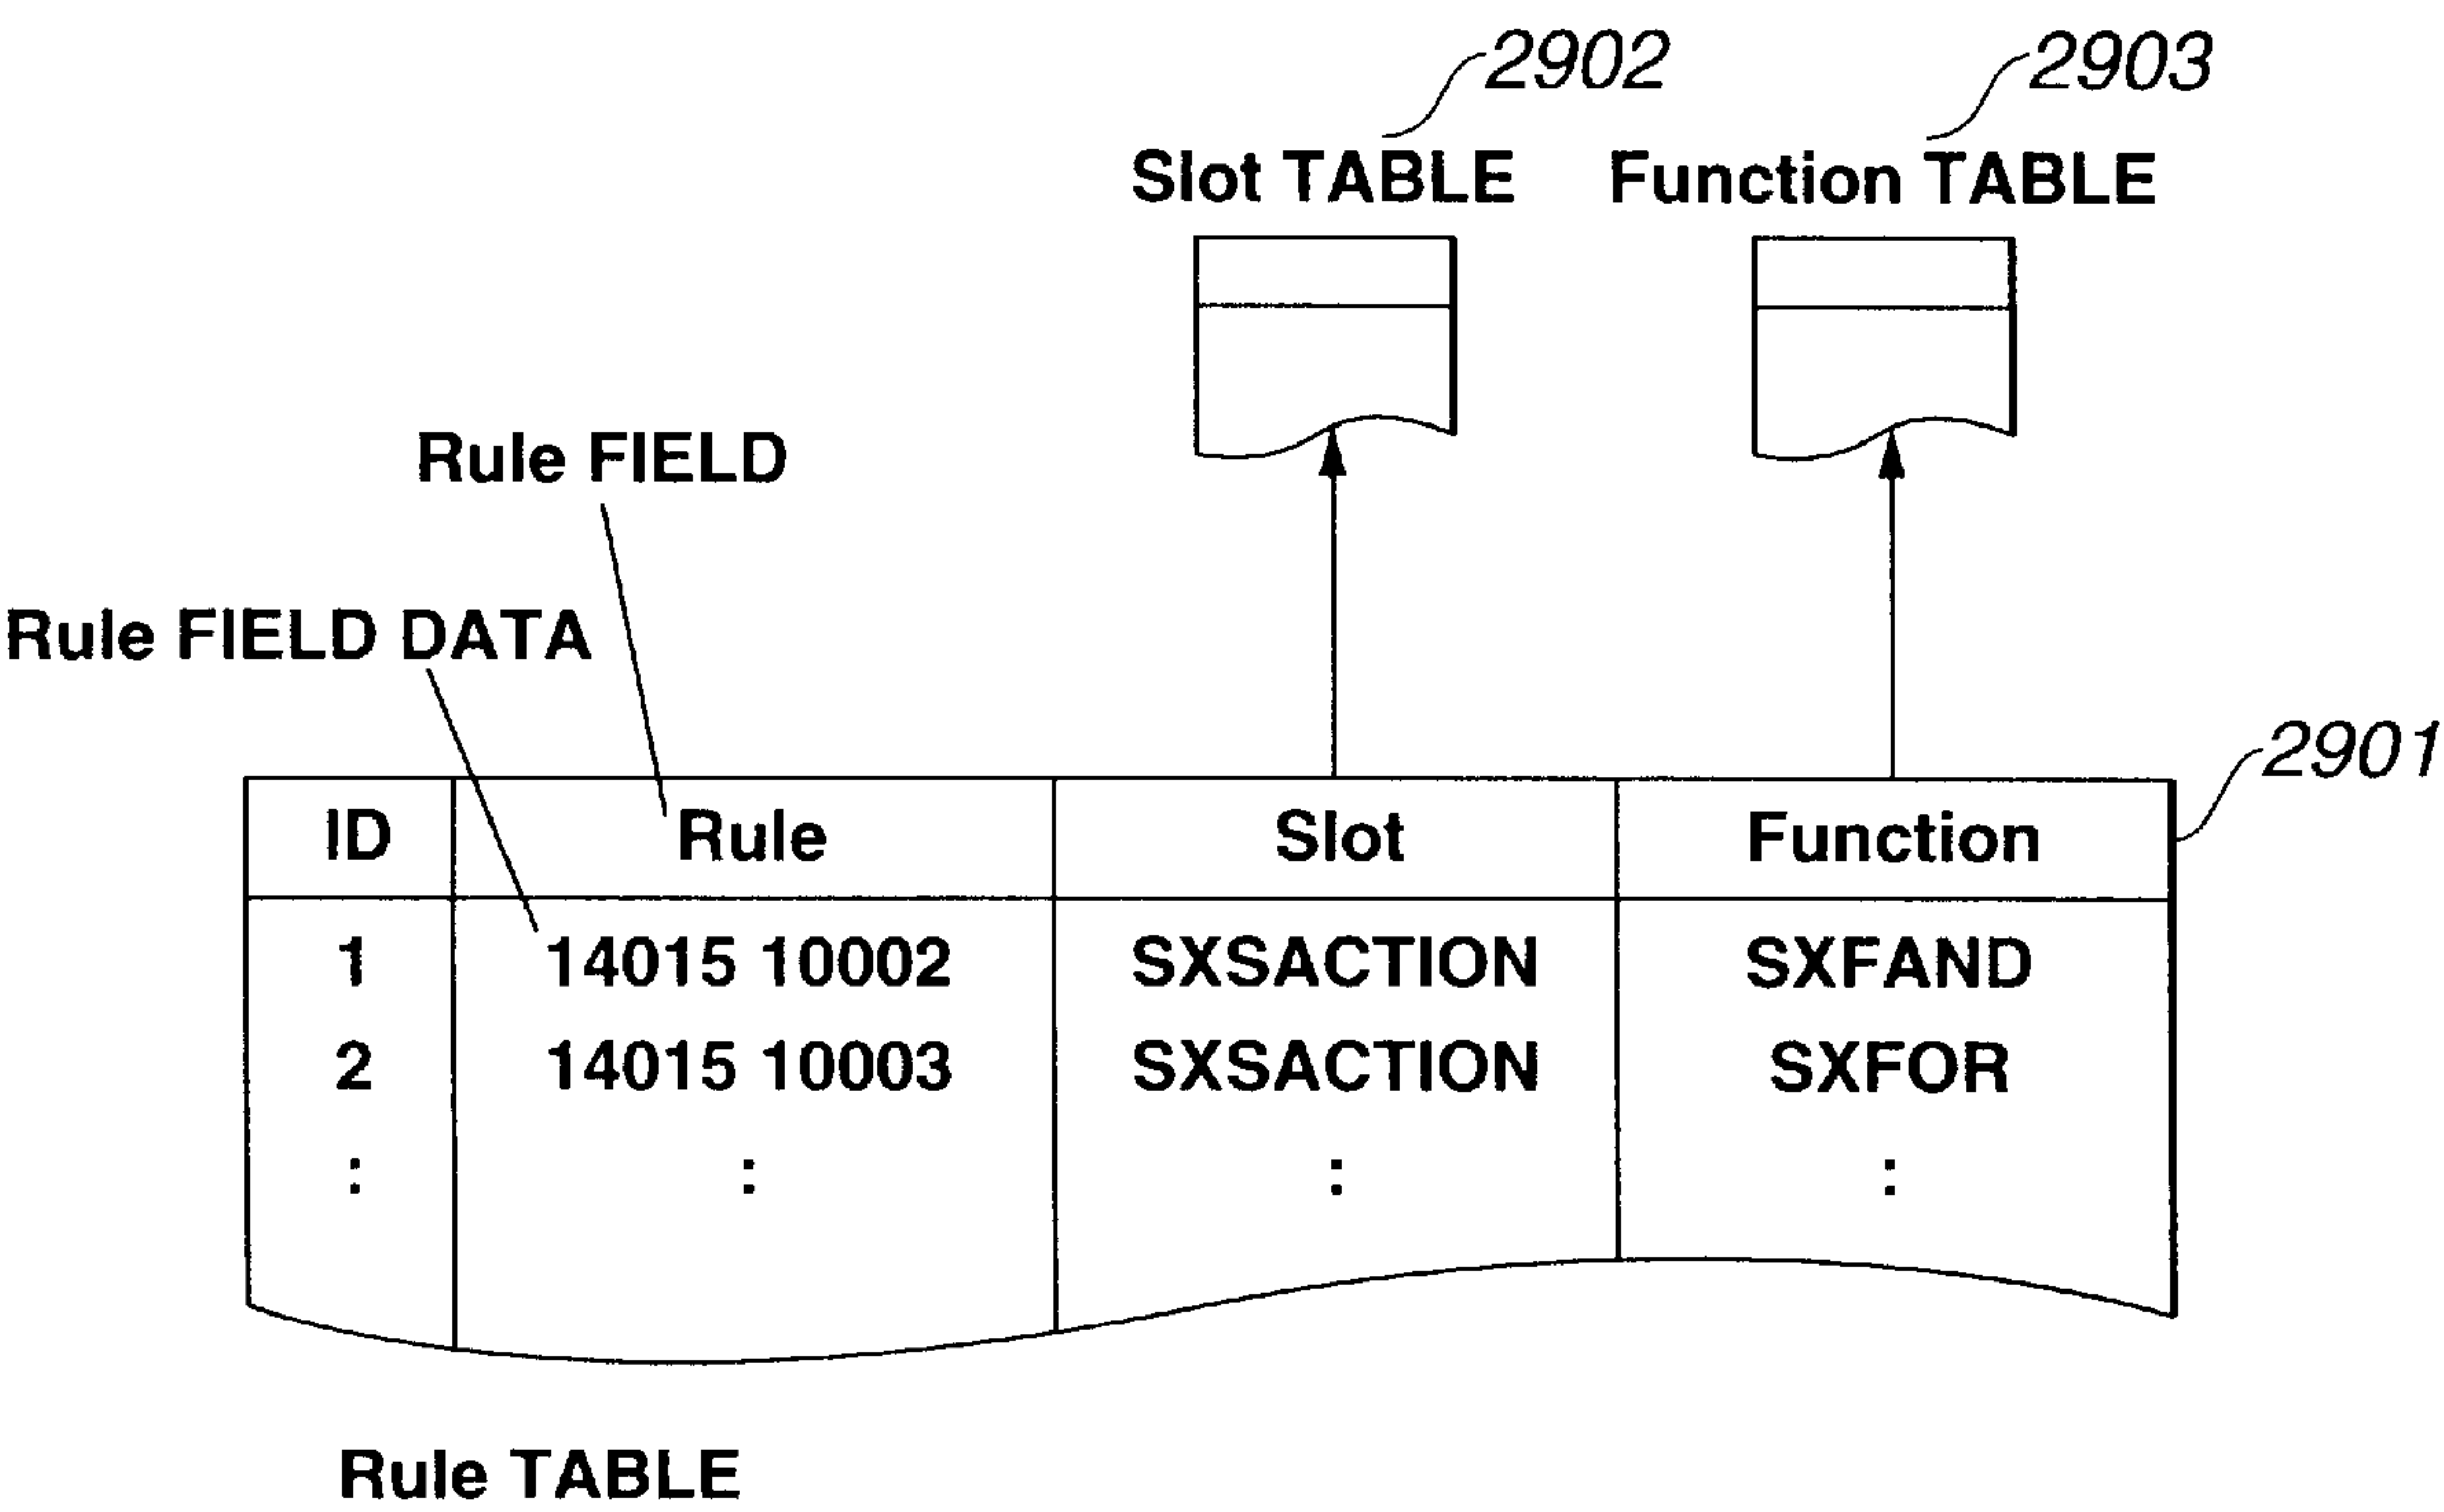 2902 2903
Slot TABLE Function TABLE
Rule FIELD
Rule FIELD DATA
2901
ID Rule Slot Function
1 14015 10002 SXSACTION SXFAND
2 14015 10003 SXSACTION SXFOR
: : : :
Rule TABLE